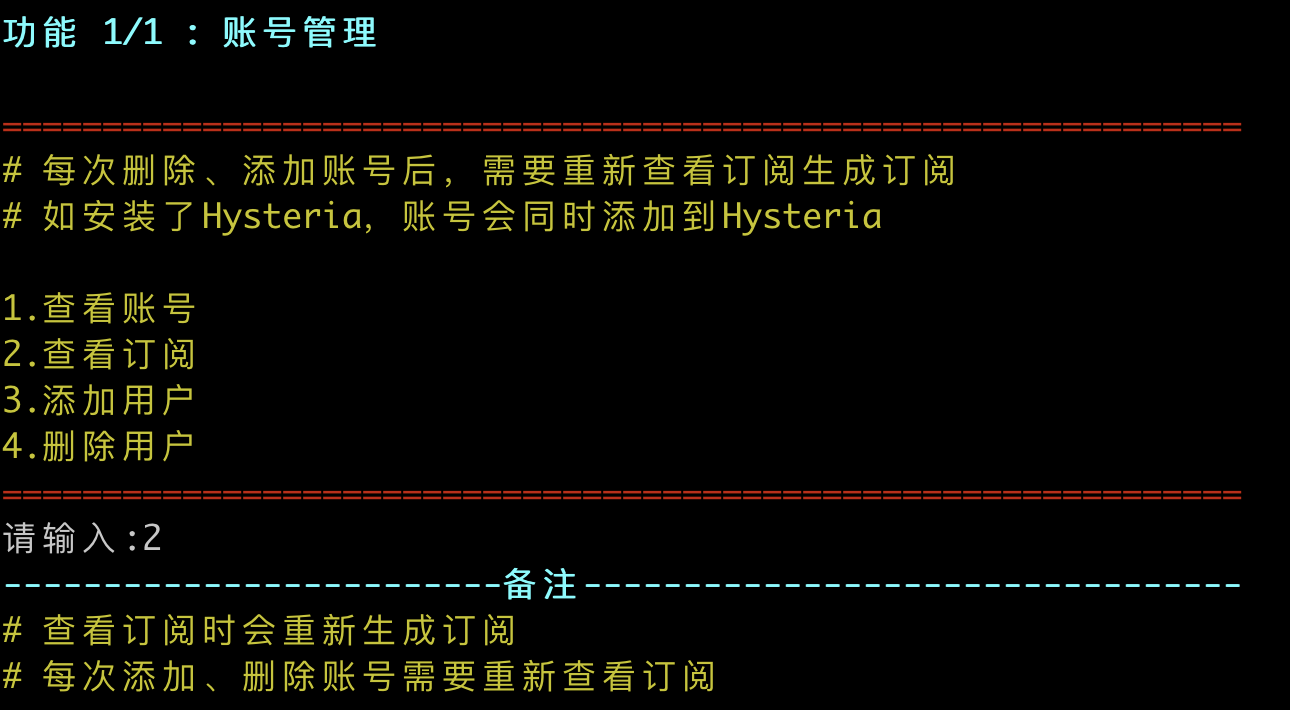 功能 1/1 : 账号管理
==============================================================
# 每次删除、添加账号后，需要重新查看订阅生成订阅
# 如安装了Hysteria，账号会同时添加到Hysteria
1.查看账号
2.查看订阅
3.添加用户
4.删除用户
==============================================================
请输入:2
-------------------------备注---------------------------------
# 查看订阅时会重新生成订阅
# 每次添加、删除账号需要重新查看订阅